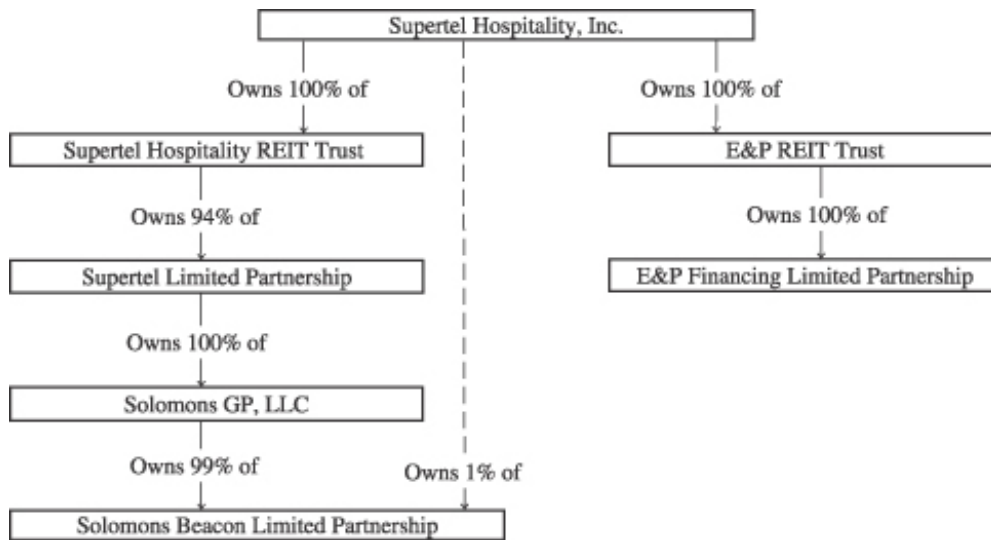 Supertel Hospitality, Inc.
Owns 100% of
Owns 100% of
Supertel Hospitality REIT Trust
E&P REIT Trust
Owns 94% of
Owns 100% of
Supertel Limited Partnership
E&P Financing Limited Partnership
Owns 100% of
Solomons GP, LLC
Owns 99% of
Owns 1% of
Solomons Beacon Limited Partnership